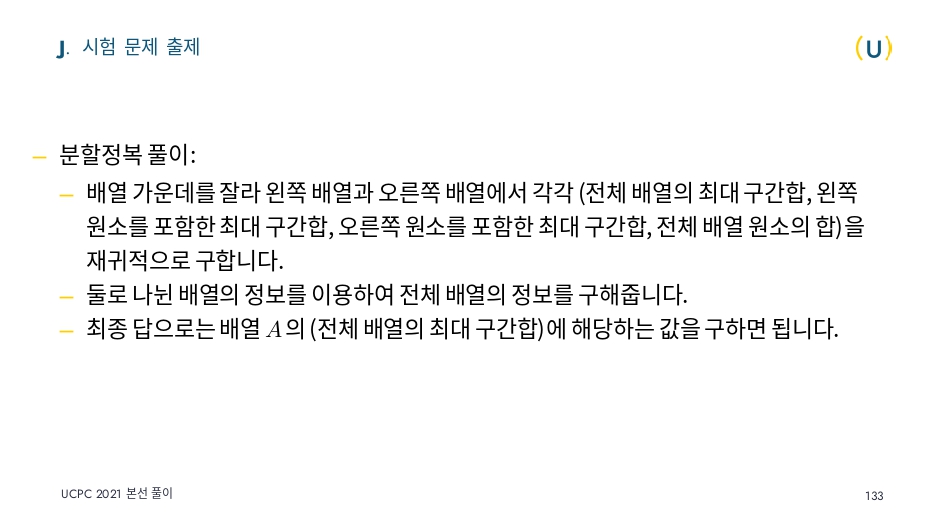 J. 시험 문제 출제
(U)
– 분할정복 풀이:
– 배열 가운데를 잘라 왼쪽 배열과 오른쪽 배열에서 각각 (전체 배열의 최대 구간합, 왼쪽
원소를 포함한 최대 구간합, 오른쪽 원소를 포함한 최대 구간합, 전체 배열 원소의 합)을
재귀적으로 구합니다.
– 둘로 나뉜 배열의 정보를 이용하여 전체 배열의 정보를 구해줍니다.
– 최종 답으로는 배열 A의 (전체 배열의 최대 구간합)에 해당하는 값을 구하면 됩니다.
UCPC 2021 본선 풀이
133